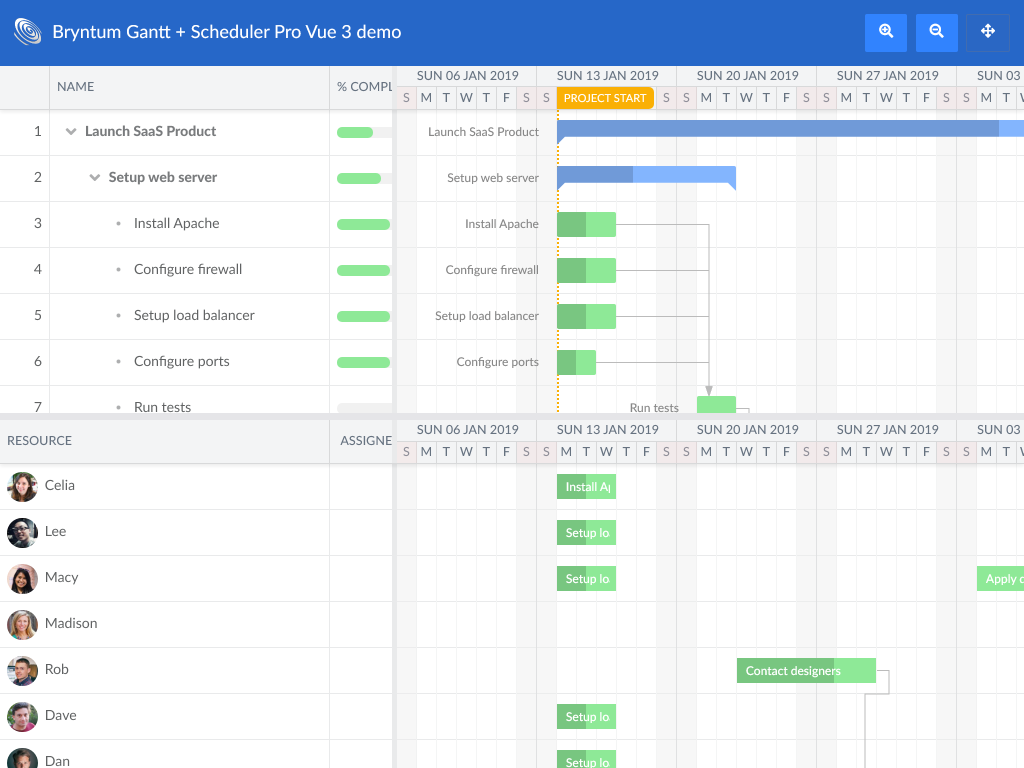 Bryntum Gantt + Scheduler Pro Vue 3 demo
NAME % COMPL SUN 06 JAN 2019 SUN 13 JAN 2019 SUN 20 JAN 2019 SUN 27 JAN 2019 SUN 03
S M T W T F S S PROJECT START S S M T W T F S S M T W T F S S M T W
1 Launch SaaS Product Launch SaaS Product
2 Setup web server Setup web server
3 Install Apache Install Apache
4 Configure firewall Configure firewall
5 Setup load balancer Setup load balancer
6 Configure ports Configure ports
7 Run tests Run tests
RESOURCE ASSIGNE SUN 06 JAN 2019 SUN 13 JAN 2019 SUN 20 JAN 2019 SUN 27 JAN 2019 SUN 03
S M T W T F S S M T W T F S S M T W T F S S M T W T F S S M T W
Celia Install A
Lee Setup lo
Macy Setup lo Apply
Madison
Rob Contact designers
Dave Setup lo
Dan Setup lo